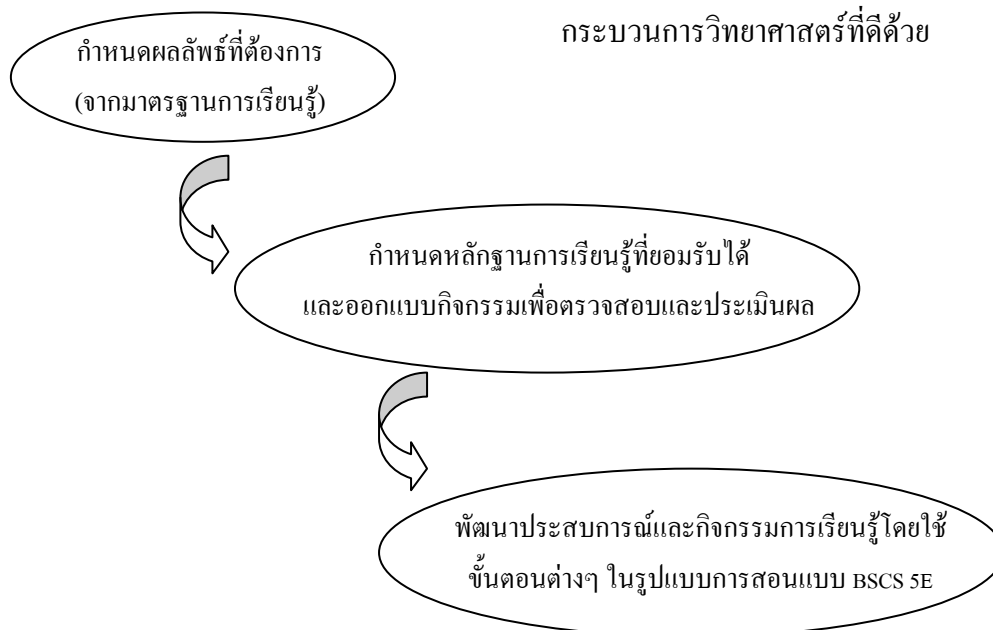 กระบวนการวิทยาศาสตร์ที่ดีด้วย
กำหนดผลลัพธ์ที่ต้องการ
(จากมาตรฐานการเรียนรู้)
กำหนดหลักฐานการเรียนรู้ที่ยอมรับได้
และออกแบบกิจกรรมเพื่อตรวจสอบและประเมินผล
พัฒนาประสบการณ์และกิจกรรมการเรียนรู้โดยใช้
ขั้นตอนต่างๆ ในรูปแบบการสอนแบบ BSCS 5E